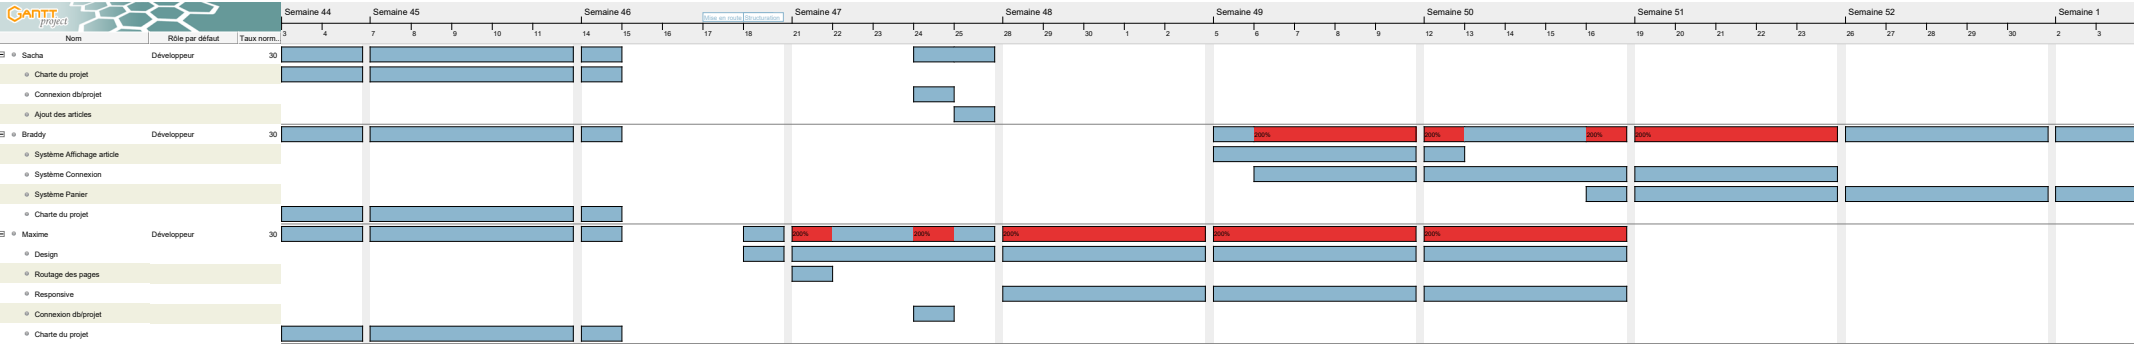 GANTT project
Semaine 44 Semaine 45 Semaine 46 Semaine 47 Semaine 48 Semaine 49 Semaine 50 Semaine 51 Semaine 52 Semaine 1
Mise en route Structuration
Nom Rôle par défaut Taux norm... 3 4 7 8 9 10 11 14 15 16 17 18 21 22 23 24 25 28 29 30 1 2 5 6 7 8 9 12 13 14 15 16 19 20 21 22 23 26 27 28 29 30 2 3
Sacha Développeur 30
Charte du projet
Connexion db/projet
Ajout des articles
Braddy Développeur 30 200% 200% 200% 200%
Système Affichage article
Système Connexion
Système Panier
Charte du projet
Maxime Développeur 30 200% 200% 200% 200% 200%
Design
Routage des pages
Responsive
Connexion db/projet
Charte du projet